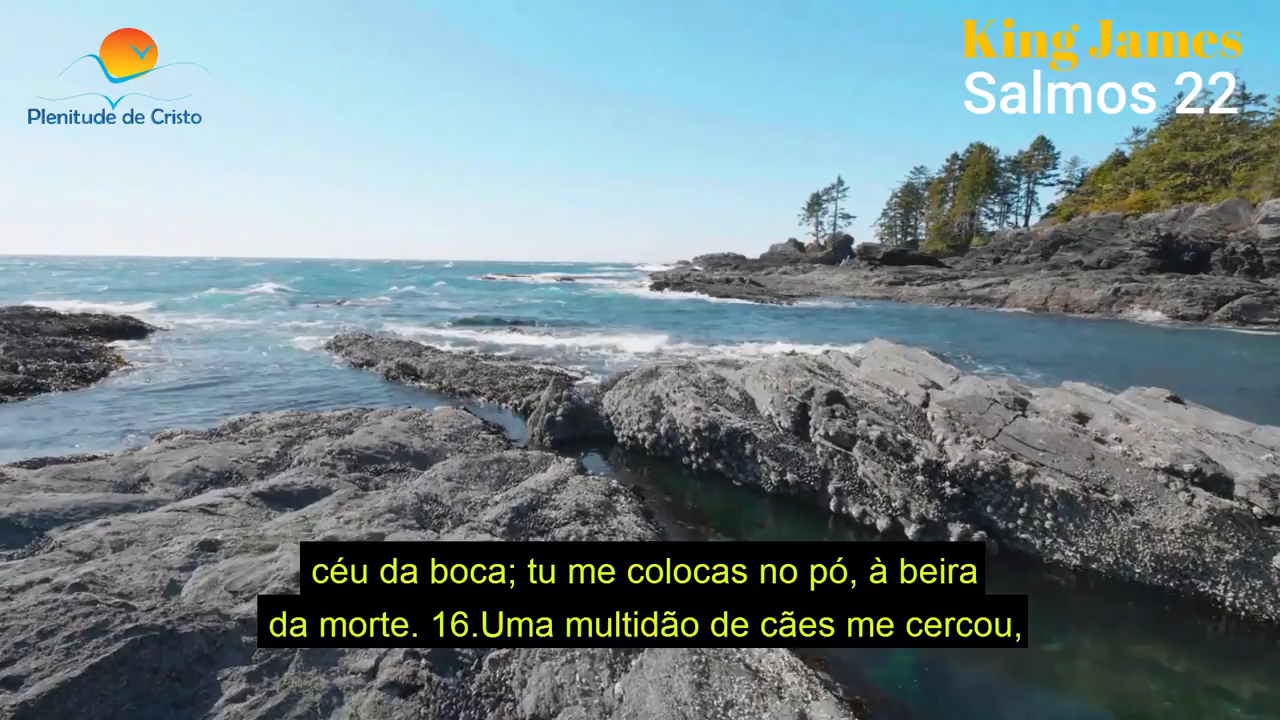 Plenitude de Cristo
King James
Salmos 22
céu da boca; tu me colocas no pó, à beira
da morte. 16.Uma multidão de cães me cercou,